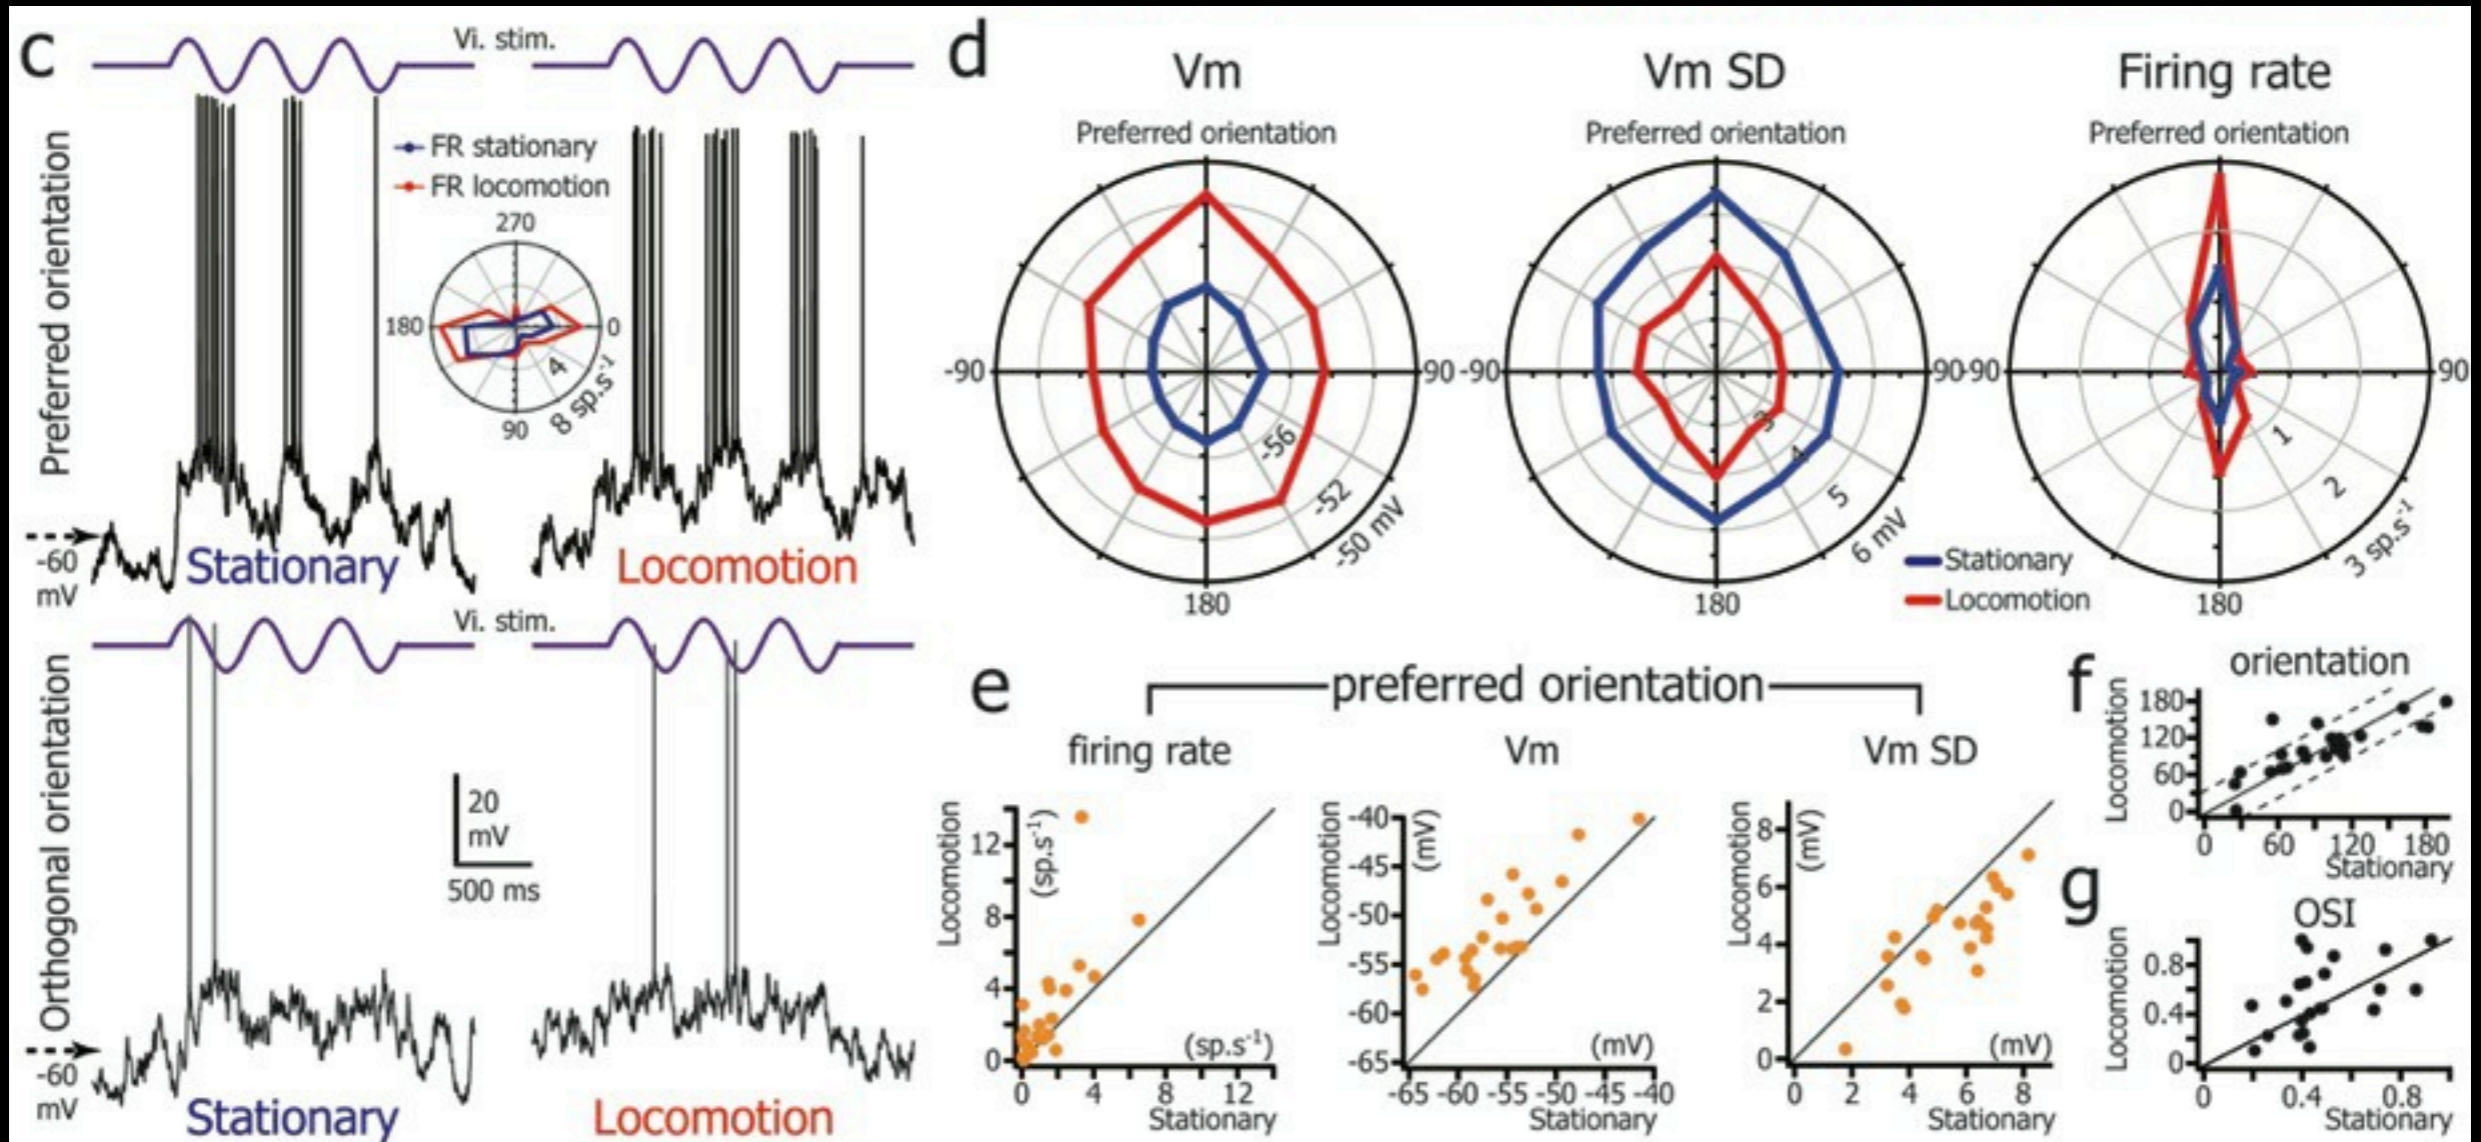 c
Vi. stim.
Preferred orientation
FR stationary
FR locomotion
270
180
0
90
4
8 sp.s⁻¹
-60
mV
Stationary
Locomotion
Vi. stim.
Orthogonal orientation
20
mV
500 ms
-60
mV
Stationary
Locomotion
d
Vm
Preferred orientation
-90
90
180
-56
-52
-50 mV
Vm SD
Preferred orientation
-90
90
180
3
4
5
6 mV
Firing rate
Preferred orientation
-90
90
180
1
2
3 sp.s⁻¹
Stationary
Locomotion
e
preferred orientation
firing rate
Locomotion
(sp.s⁻¹)
12
8
4
0
(sp.s⁻¹)
0 4 8 12
Stationary
Vm
Locomotion
(mV)
-40
-45
-50
-55
-60
-65
(mV)
-65 -60 -55 -50 -45 -40
Stationary
Vm SD
Locomotion
(mV)
8
6
4
2
0
(mV)
0 2 4 6 8
Stationary
f
orientation
Locomotion
180
120
60
0
0 60 120 180
Stationary
g
OSI
Locomotion
0.8
0.4
0
0 0.4 0.8
Stationary